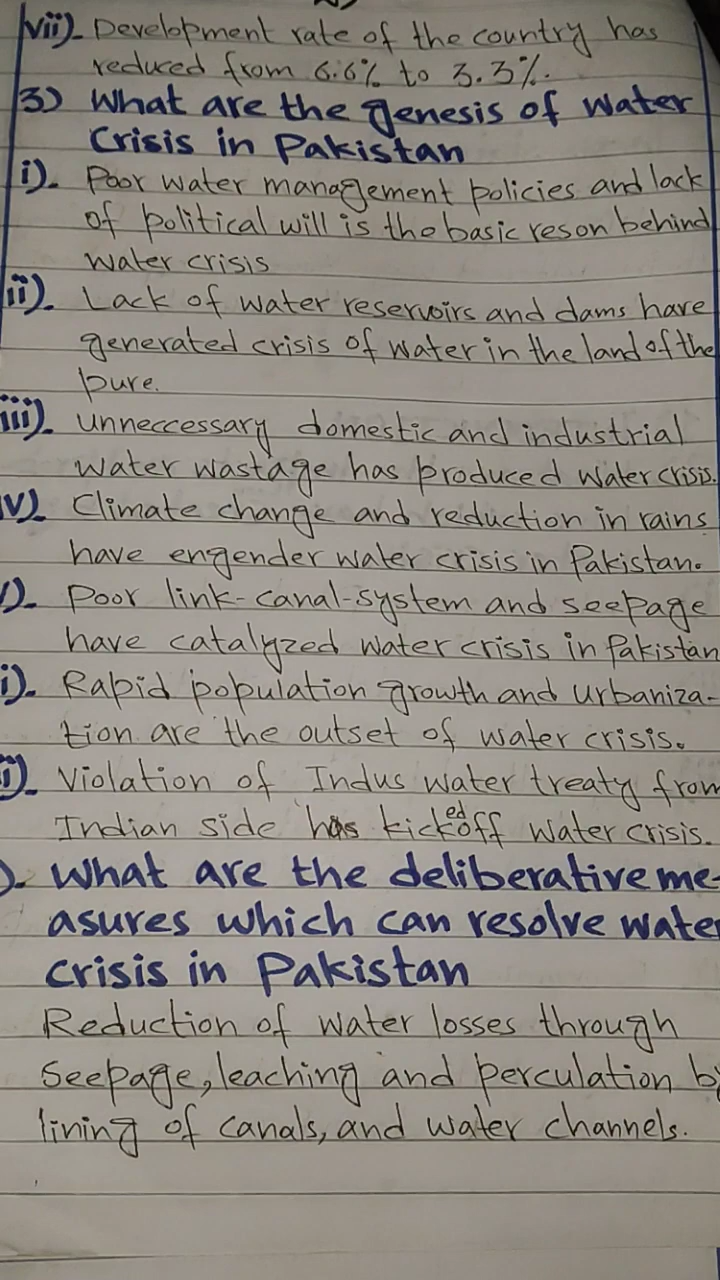 vii)- Development rate of the country has
reduced from 6.6% to 3.3%.
3) What are the genesis of water
Crisis in Pakistan
i)- Poor water management policies and lack
of political will is the basic reson behind
water crisis
ii)- Lack of water reservoirs and dams have
generated crisis of water in the land of the
pure.
iii)- unneccessary domestic and industrial
water wastage has produced water crisis.
V)- Climate change and reduction in rains
have engender water crisis in Pakistan.
)- Poor link-canal-system and seepage
have catalyzed water crisis in Pakistan
i)- Rapid population growth and urbaniza-
tion are the outset of water crisis.
i)- Violation of Indus water treaty from
Indian side has kickedoff water crisis.
)- What are the deliberative me-
asures which can resolve wate
crisis in Pakistan
Reduction of water losses through
seepage, leaching and perculation b
lining of canals, and water channels.